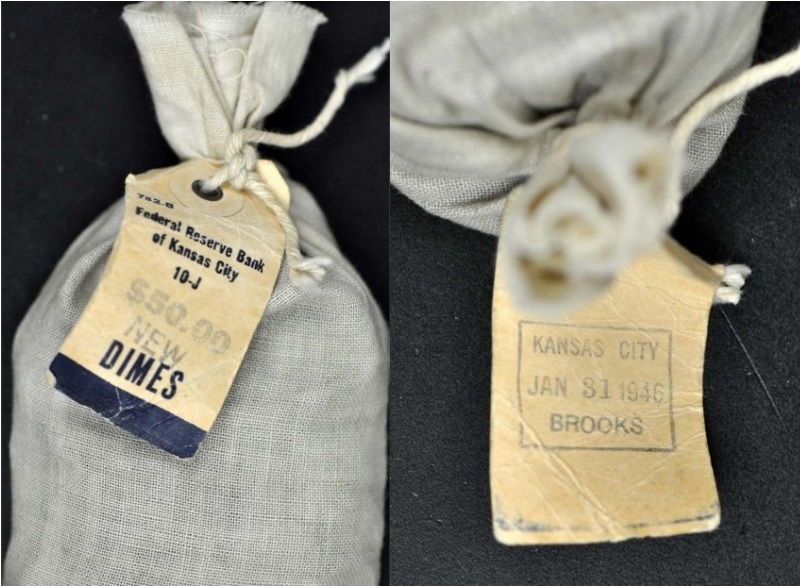 762-B
Federal Reserve Bank
of Kansas City
10-J
$50.00
NEW
DIMES
KANSAS CITY
JAN 31 1946
BROOKS